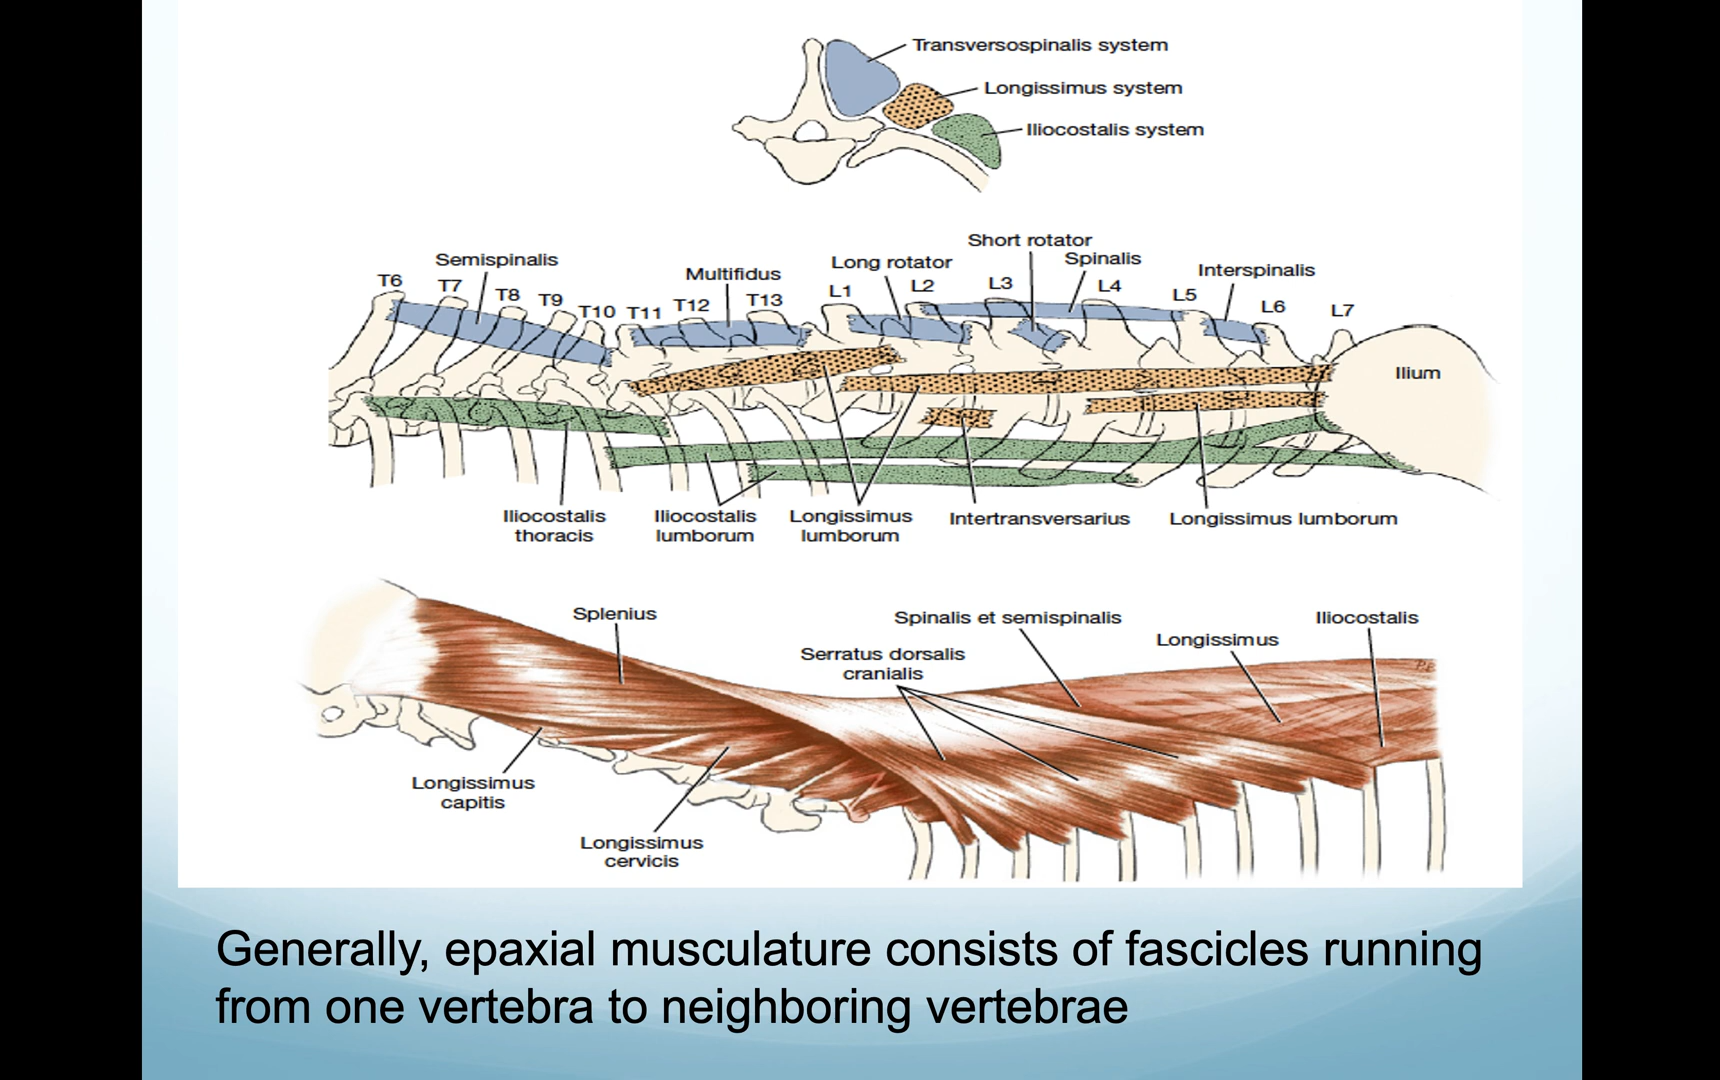 Transversospinalis system
Longissimus system
Iliocostalis system
Short rotator
Semispinalis
Multifidus
Long rotator
Spinalis
Interspinalis
T6
T7
T8
T9
T10
T11
T12
T13
L1
L2
L3
L4
L5
L6
L7
Ilium
Iliocostalis
thoracis
Iliocostalis
lumborum
Longissimus
lumborum
Intertransversarius
Longissimus lumborum
Splenius
Spinalis et semispinalis
Iliocostalis
Longissimus
Serratus dorsalis
cranialis
Longissimus
capitis
Longissimus
cervicis
Generally, epaxial musculature consists of fascicles running
from one vertebra to neighboring vertebrae